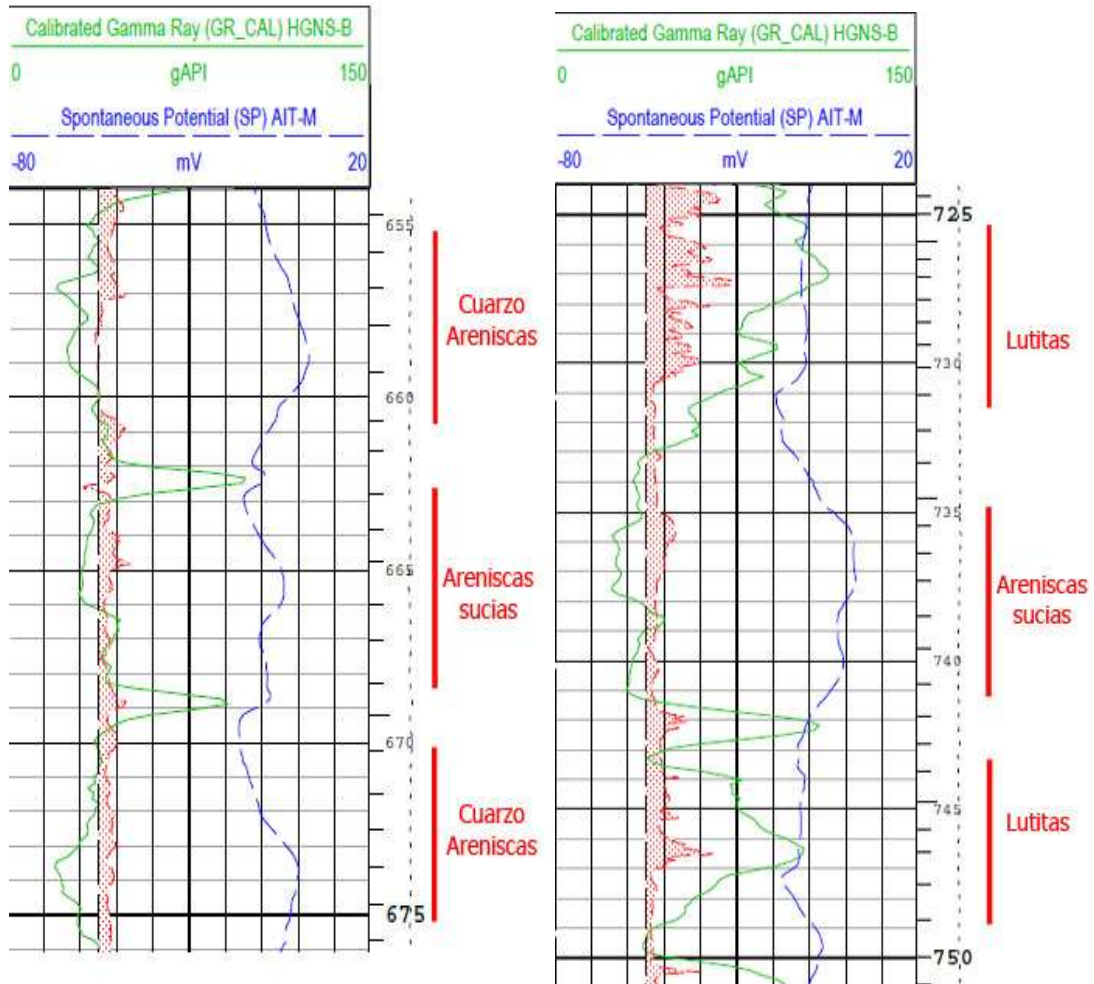 Calibrated Gamma Ray (GR_CAL) HGNS-B
0 gAPI 150
Spontaneous Potential (SP) AIT-M
-80 mV 20
655
Cuarzo
Areniscas
660
665
Areniscas
sucias
670
Cuarzo
Areniscas
675
Calibrated Gamma Ray (GR_CAL) HGNS-B
0 gAPI 150
Spontaneous Potential (SP) AIT-M
-80 mV 20
725
Lutitas
730
735
Areniscas
sucias
740
745
Lutitas
750